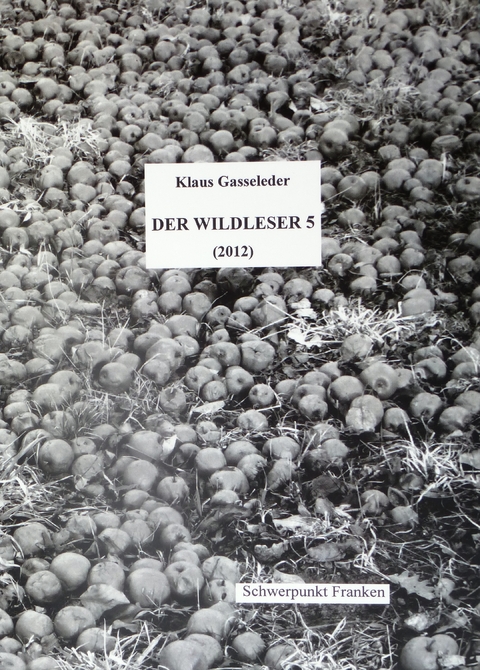 Klaus Gasseleder
DER WILDLESER 5
(2012)
Schwerpunkt Franken